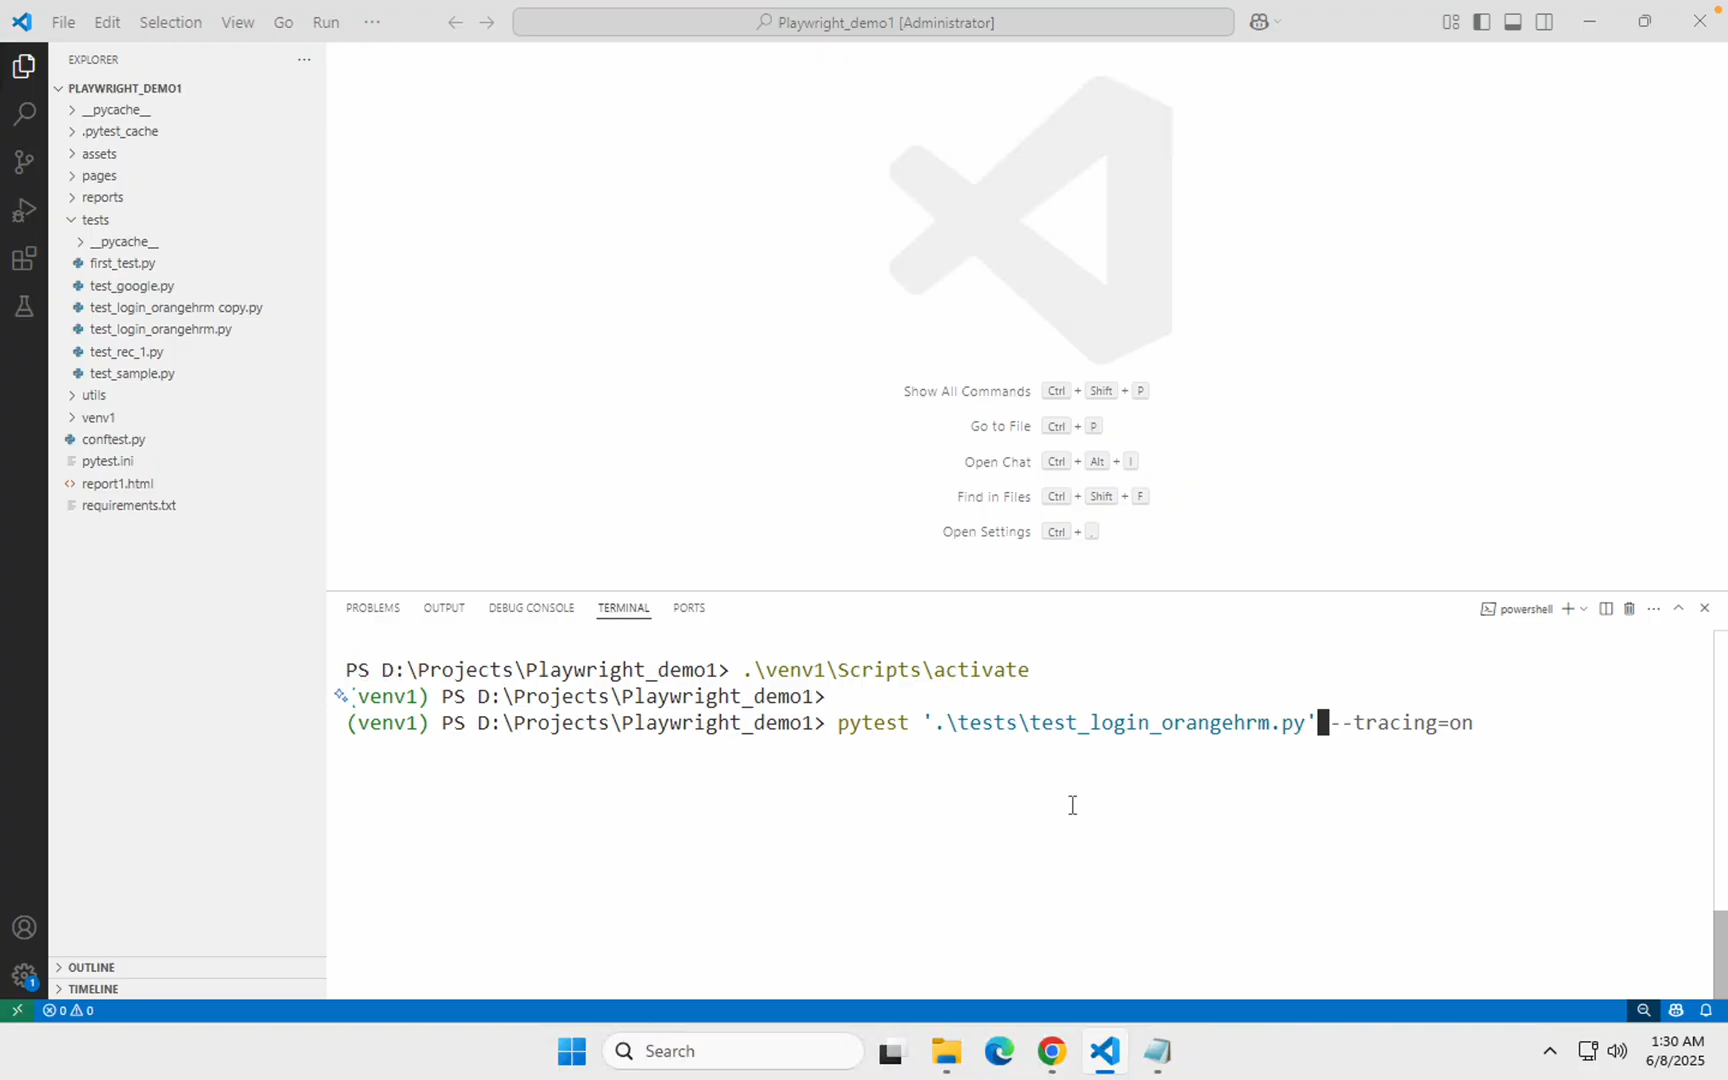 File Edit Selection View Go Run ···
Playwright_demo1 [Administrator]
EXPLORER
PLAYWRIGHT_DEMO1
__pycache__
.pytest_cache
assets
pages
reports
tests
__pycache__
first_test.py
test_google.py
test_login_orangehrm copy.py
test_login_orangehrm.py
test_rec_1.py
test_sample.py
utils
venv1
conftest.py
pytest.ini
report1.html
requirements.txt
OUTLINE
TIMELINE
Show All Commands Ctrl + Shift + P
Go to File Ctrl + P
Open Chat Ctrl + Alt + I
Find in Files Ctrl + Shift + F
Open Settings Ctrl + ,
PROBLEMS OUTPUT DEBUG CONSOLE TERMINAL PORTS
powershell
PS D:\Projects\Playwright_demo1> .\venv1\Scripts\activate
(venv1) PS D:\Projects\Playwright_demo1>
(venv1) PS D:\Projects\Playwright_demo1> pytest '.\tests\test_login_orangehrm.py' --tracing=on
1
0 0
Search
1:30 AM
6/8/2025